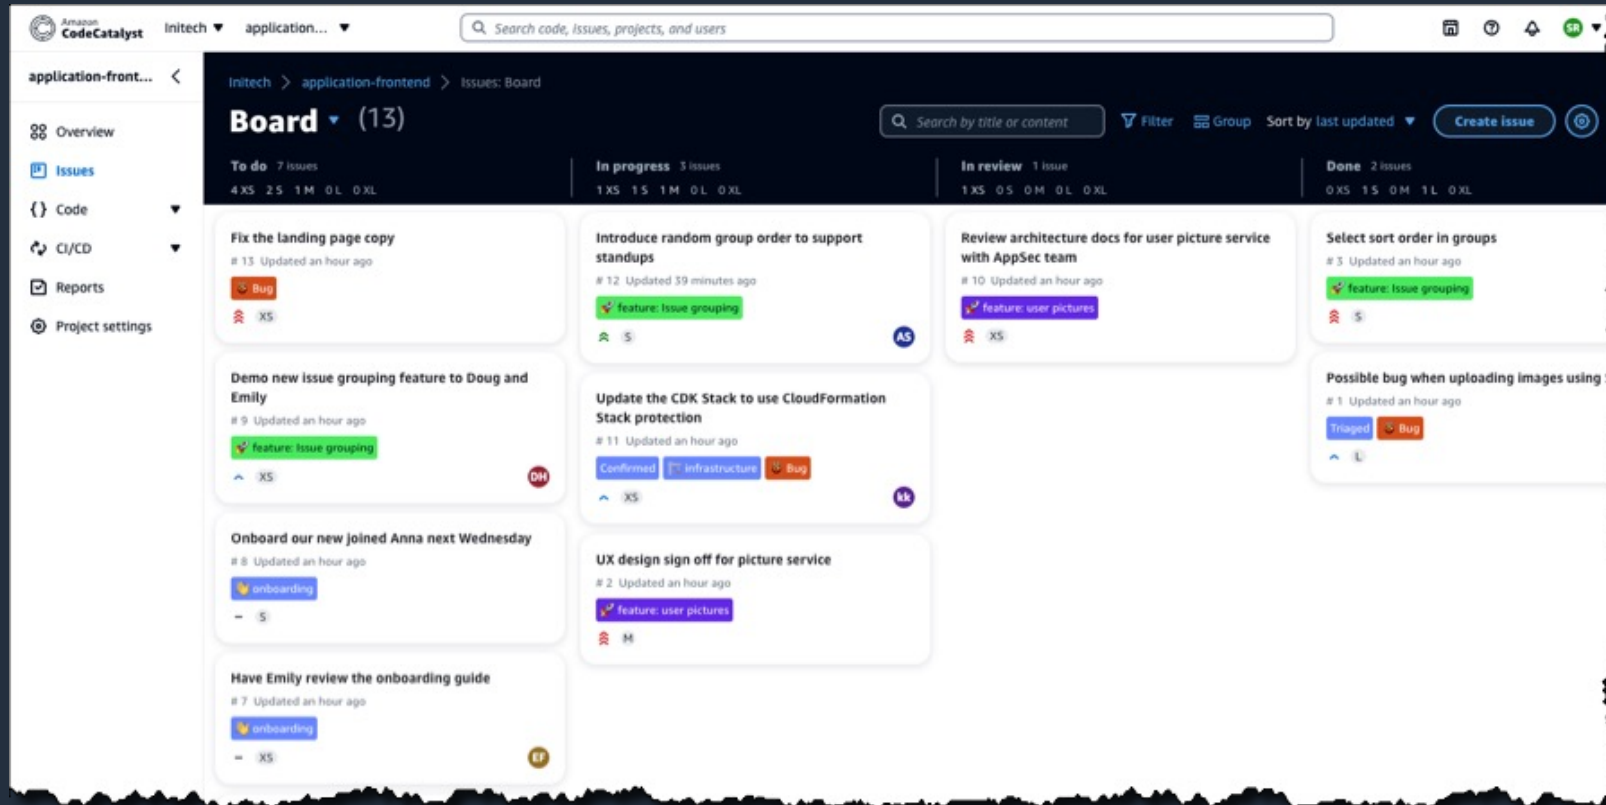 Amazon
CodeCatalyst
Initech
application...
Search code, issues, projects, and users
SR
application-front...
Overview
Issues
Code
CI/CD
Reports
Project settings
Initech
application-frontend
Issues: Board
Board (13)
Search by title or content
Filter
Group
Sort by last updated
Create issue
To do 7 issues
4 XS 2 S 1 M 0 L 0 XL
Fix the landing page copy
# 13 Updated an hour ago
Bug
XS
Demo new issue grouping feature to Doug and
Emily
# 9 Updated an hour ago
feature: Issue grouping
XS
DH
Onboard our new joined Anna next Wednesday
# 8 Updated an hour ago
onboarding
S
Have Emily review the onboarding guide
# 7 Updated an hour ago
onboarding
XS
EF
In progress 3 issues
1 XS 1 S 1 M 0 L 0 XL
Introduce random group order to support
standups
# 12 Updated 39 minutes ago
feature: Issue grouping
S
AS
Update the CDK Stack to use CloudFormation
Stack protection
# 11 Updated an hour ago
Confirmed
infrastructure
Bug
XS
kk
UX design sign off for picture service
# 2 Updated an hour ago
feature: user pictures
M
In review 1 issue
1 XS 0 S 0 M 0 L 0 XL
Review architecture docs for user picture service
with AppSec team
# 10 Updated an hour ago
feature: user pictures
XS
Done 2 issues
0 XS 1 S 0 M 1 L 0 XL
Select sort order in groups
# 3 Updated an hour ago
feature: Issue grouping
S
Possible bug when uploading images using
# 1 Updated an hour ago
Triaged
Bug
L